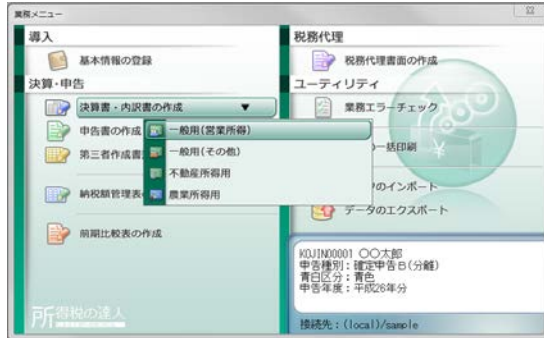 業務メニュー
導入
基本情報の登録
決算・申告
決算書・内訳書の作成 ▼
一般用(営業所得)
申告書の作成
一般用(その他)
第三者作成書
不動産所得用
納税額管理表
農業所得用
前期比較表の作成
所得税の達人
税務代理
税務代理書面の作成
ユーティリティ
業務エラーチェック
の一括印刷
タのインポート
データのエクスポート
KOJIN0001 〇〇太郎
申告種別:確定申告B(分離)
青白区分:青色
申告年度:平成26年分
接続先:(local)/sample